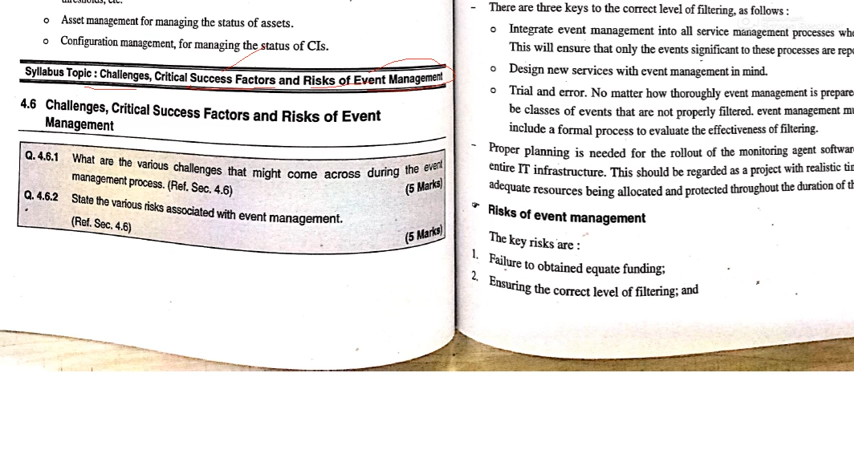 o Asset management for managing the status of assets.
o Configuration management, for managing the status of CIs.
Syllabus Topic : Challenges, Critical Success Factors and Risks of Event Management
4.6 Challenges, Critical Success Factors and Risks of Event
Management
Q. 4.6.1 What are the various challenges that might come across during the event
management process. (Ref. Sec. 4.6) (5 Marks)
Q. 4.6.2 State the various risks associated with event management.
(Ref. Sec. 4.6) (5 Marks)
– There are three keys to the correct level of filtering, as follows :
o Integrate event management into all service management processes
This will ensure that only the events significant to these processes are
o Design new services with event management in mind.
o Trial and error. No matter how thoroughly event management is
be classes of events that are not properly filtered. event management
include a formal process to evaluate the effectiveness of filtering.
– Proper planning is needed for the rollout of the monitoring agent
entire IT infrastructure. This should be regarded as a project with realistic
adequate resources being allocated and protected throughout the duration of
☞ Risks of event management
The key risks are :
1. Failure to obtained equate funding;
2. Ensuring the correct level of filtering; and